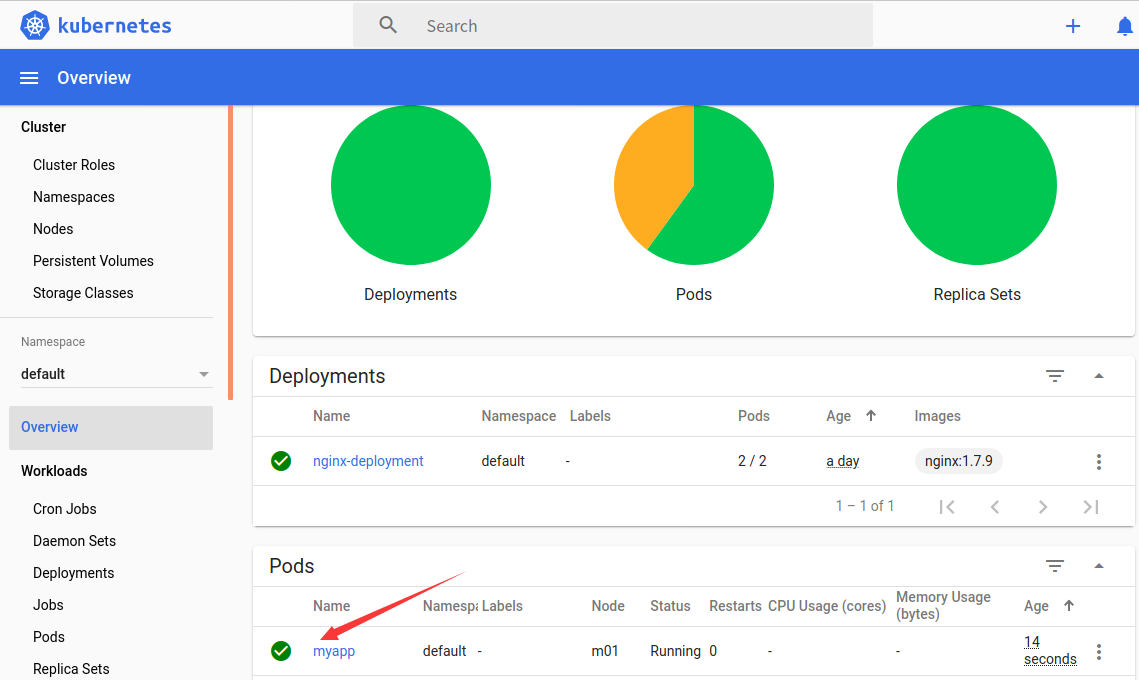 kubernetes
Search
Overview
Cluster
Cluster Roles
Namespaces
Nodes
Persistent Volumes
Storage Classes
Namespace
default
Overview
Workloads
Cron Jobs
Daemon Sets
Deployments
Jobs
Pods
Replica Sets
Deployments Pods Replica Sets
Deployments
Name Namespace Labels Pods Age Images
nginx-deployment default - 2 / 2 a day nginx:1.7.9
1 – 1 of 1
Pods
Name Namespa Labels Node Status Restarts CPU Usage (cores) Memory Usage (bytes) Age
myapp default - m01 Running 0 - - 14 seconds